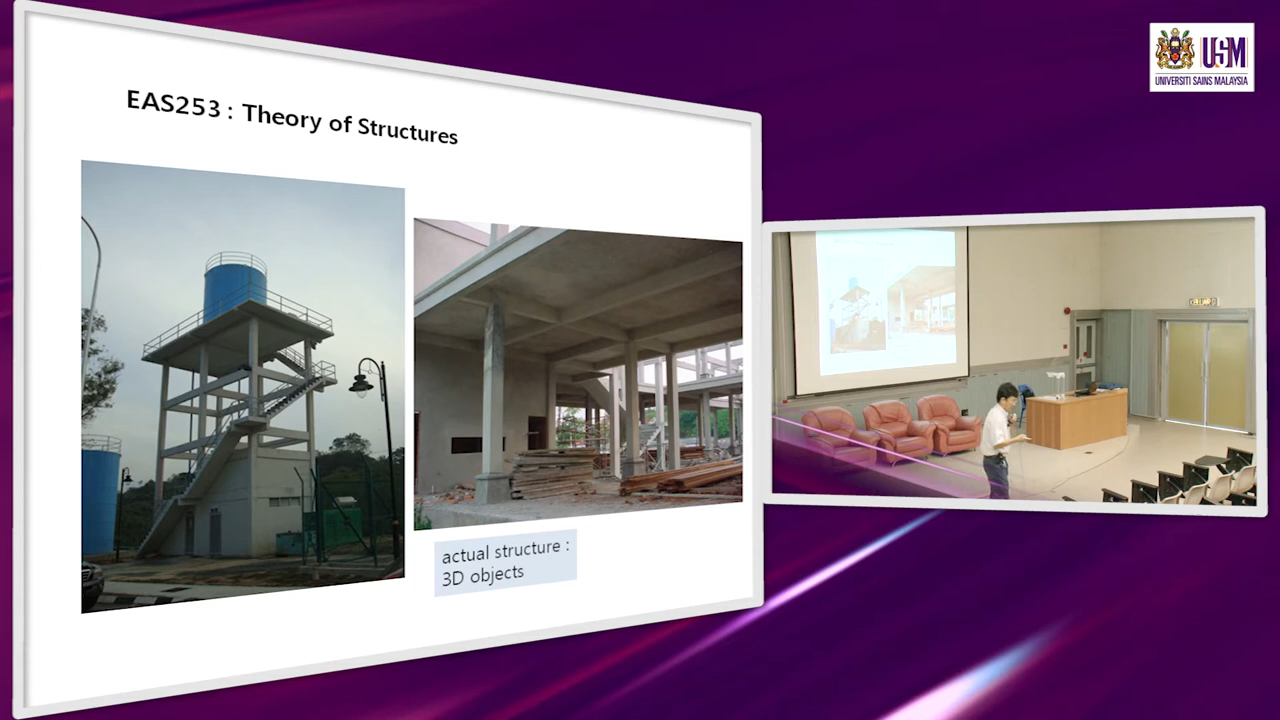 EAS253 : Theory of Structures
actual structure :
3D objects
USM
UNIVERSITI SAINS MALAYSIA